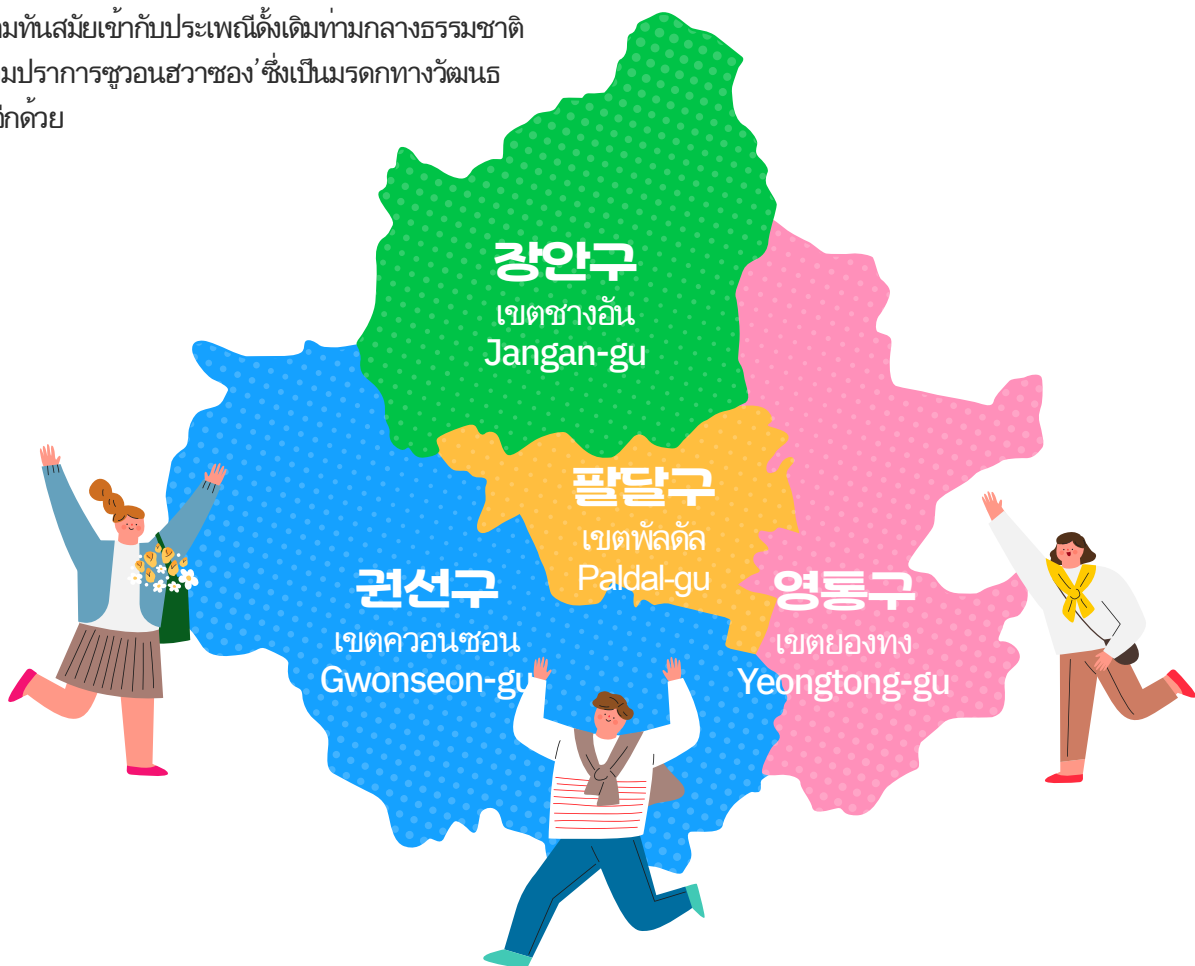 มทันสมัยเข้ากับประเพณีดั้งเดิมท่ามกลางธรรมชาติ
มปราการซูวอนฮวาซอง’ ซึ่งเป็นมรดกทางวัฒนธ
อีกด้วย
장안구
เขตชางอัน
Jangan-gu
팔달구
เขตพัลดัล
Paldal-gu
권선구
เขตควอนซอน
Gwonseon-gu
영통구
เขตยองทง
Yeongtong-gu